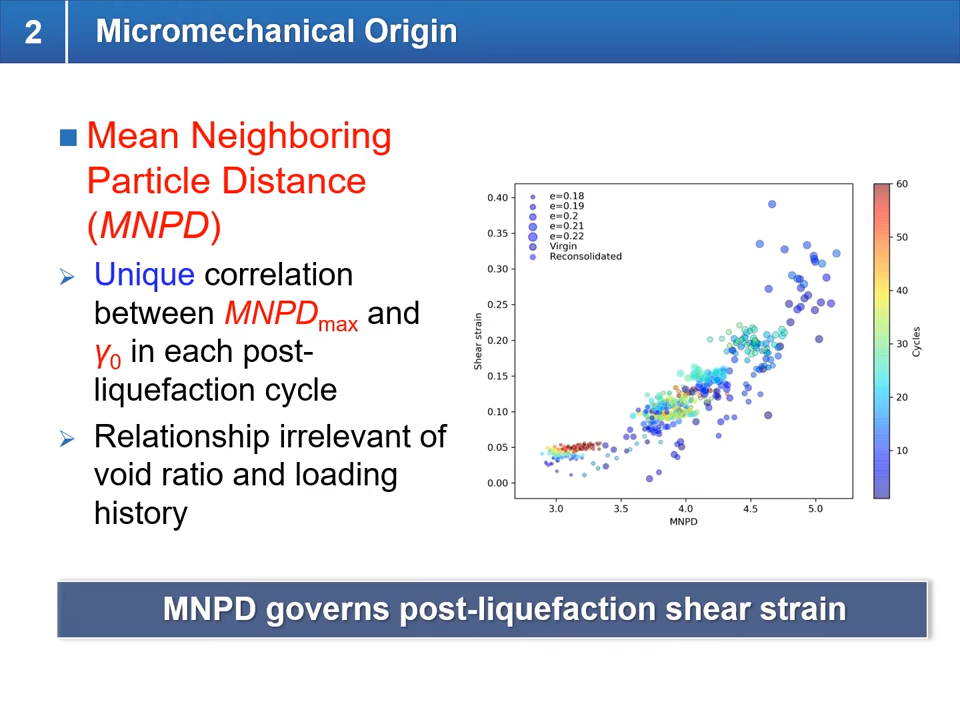 2
Micromechanical Origin
Mean Neighboring
Particle Distance
(MNPD)
Unique correlation
between MNPDmax and
γ0 in each post-
liquefaction cycle
Relationship irrelevant of
void ratio and loading
history
e=0.18
e=0.19
e=0.2
e=0.21
e=0.22
Virgin
Reconsolidated
0.40
0.35
0.30
0.25
0.20
0.15
0.10
0.05
0.00
Shear strain
3.0 3.5 4.0 4.5 5.0
MNPD
60
50
40
30
20
10
Cycles
MNPD governs post-liquefaction shear strain